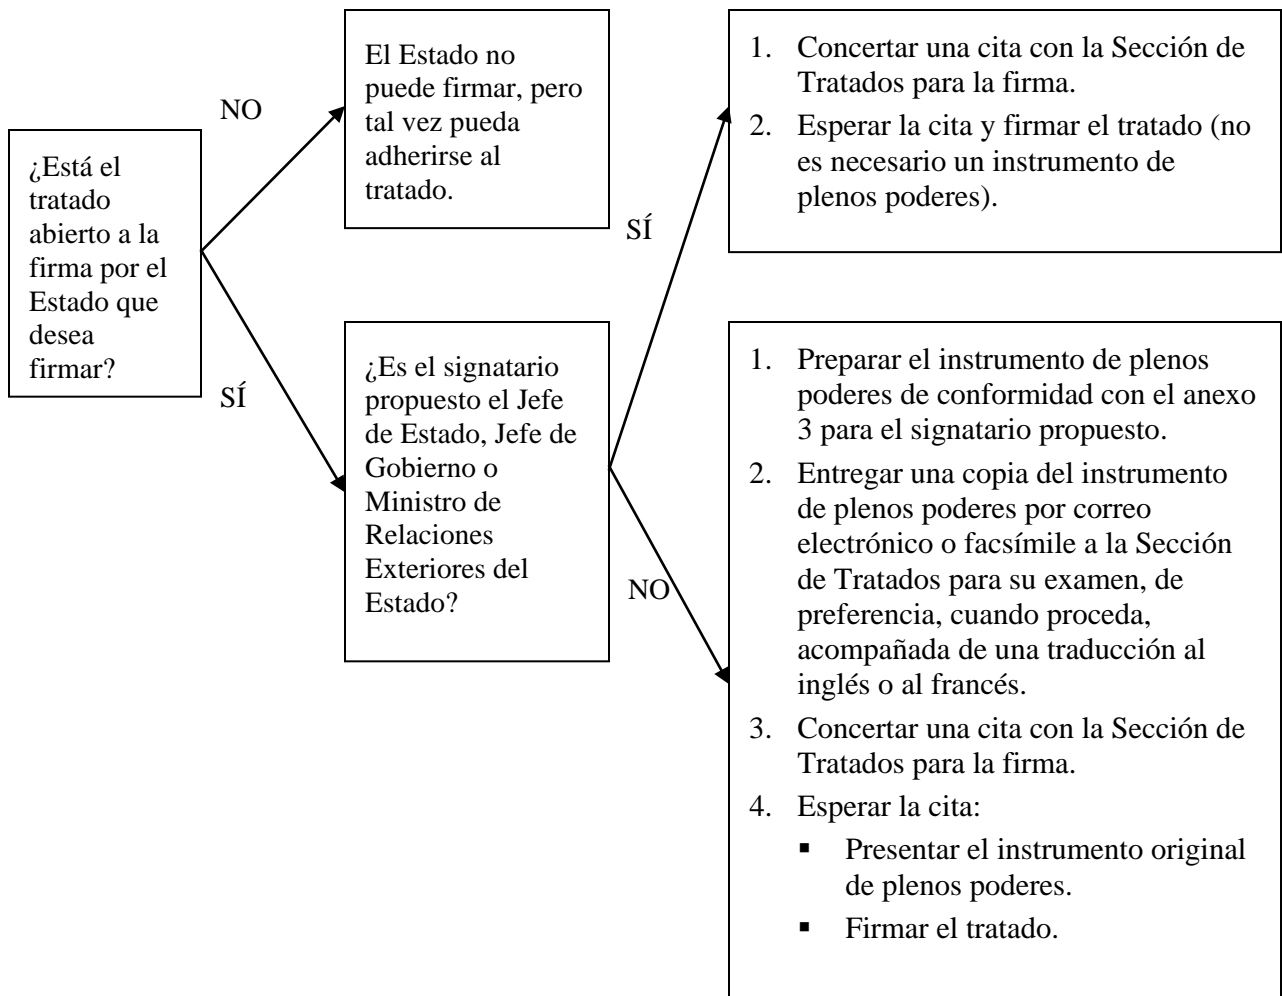 ¿Está el
tratado
abierto a la
firma por el
Estado que
desea
firmar?
NO
El Estado no
puede firmar, pero
tal vez pueda
adherirse al
tratado.
SÍ
¿Es el signatario
propuesto el Jefe
de Estado, Jefe de
Gobierno o
Ministro de
Relaciones
Exteriores del
Estado?
SÍ
1. Concertar una cita con la Sección de
Tratados para la firma.
2. Esperar la cita y firmar el tratado (no
es necesario un instrumento de
plenos poderes).
NO
1. Preparar el instrumento de plenos
poderes de conformidad con el anexo
3 para el signatario propuesto.
2. Entregar una copia del instrumento
de plenos poderes por correo
electrónico o facsímile a la Sección
de Tratados para su examen, de
preferencia, cuando proceda,
acompañada de una traducción al
inglés o al francés.
3. Concertar una cita con la Sección de
Tratados para la firma.
4. Esperar la cita:
▪ Presentar el instrumento original
de plenos poderes.
▪ Firmar el tratado.